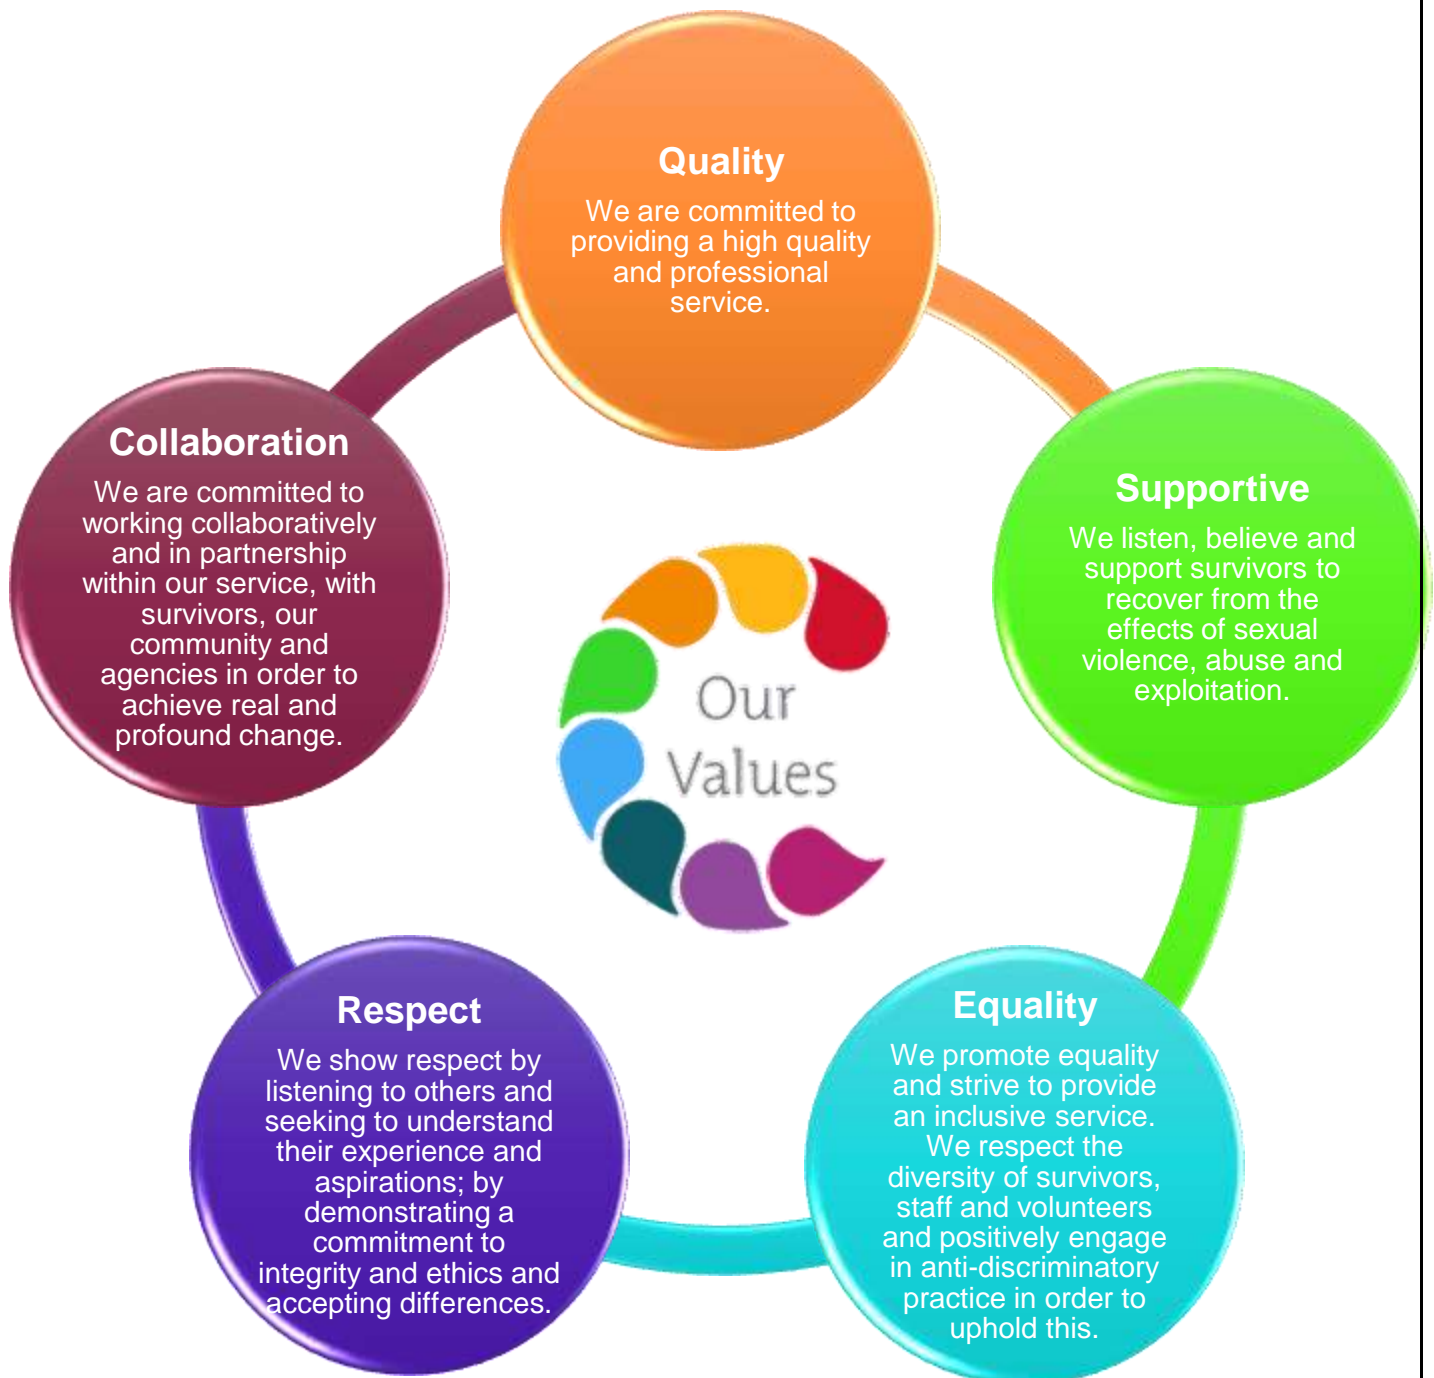 Quality
We are committed to
providing a high quality
and professional
service.
Supportive
We listen, believe and
support survivors to
recover from the
effects of sexual
violence, abuse and
exploitation.
Equality
We promote equality
and strive to provide
an inclusive service.
We respect the
diversity of survivors,
staff and volunteers
and positively engage
in anti-discriminatory
practice in order to
uphold this.
Respect
We show respect by
listening to others and
seeking to understand
their experience and
aspirations; by
demonstrating a
commitment to
integrity and ethics and
accepting differences.
Collaboration
We are committed to
working collaboratively
and in partnership
within our service, with
survivors, our
community and
agencies in order to
achieve real and
profound change.
Our
Values